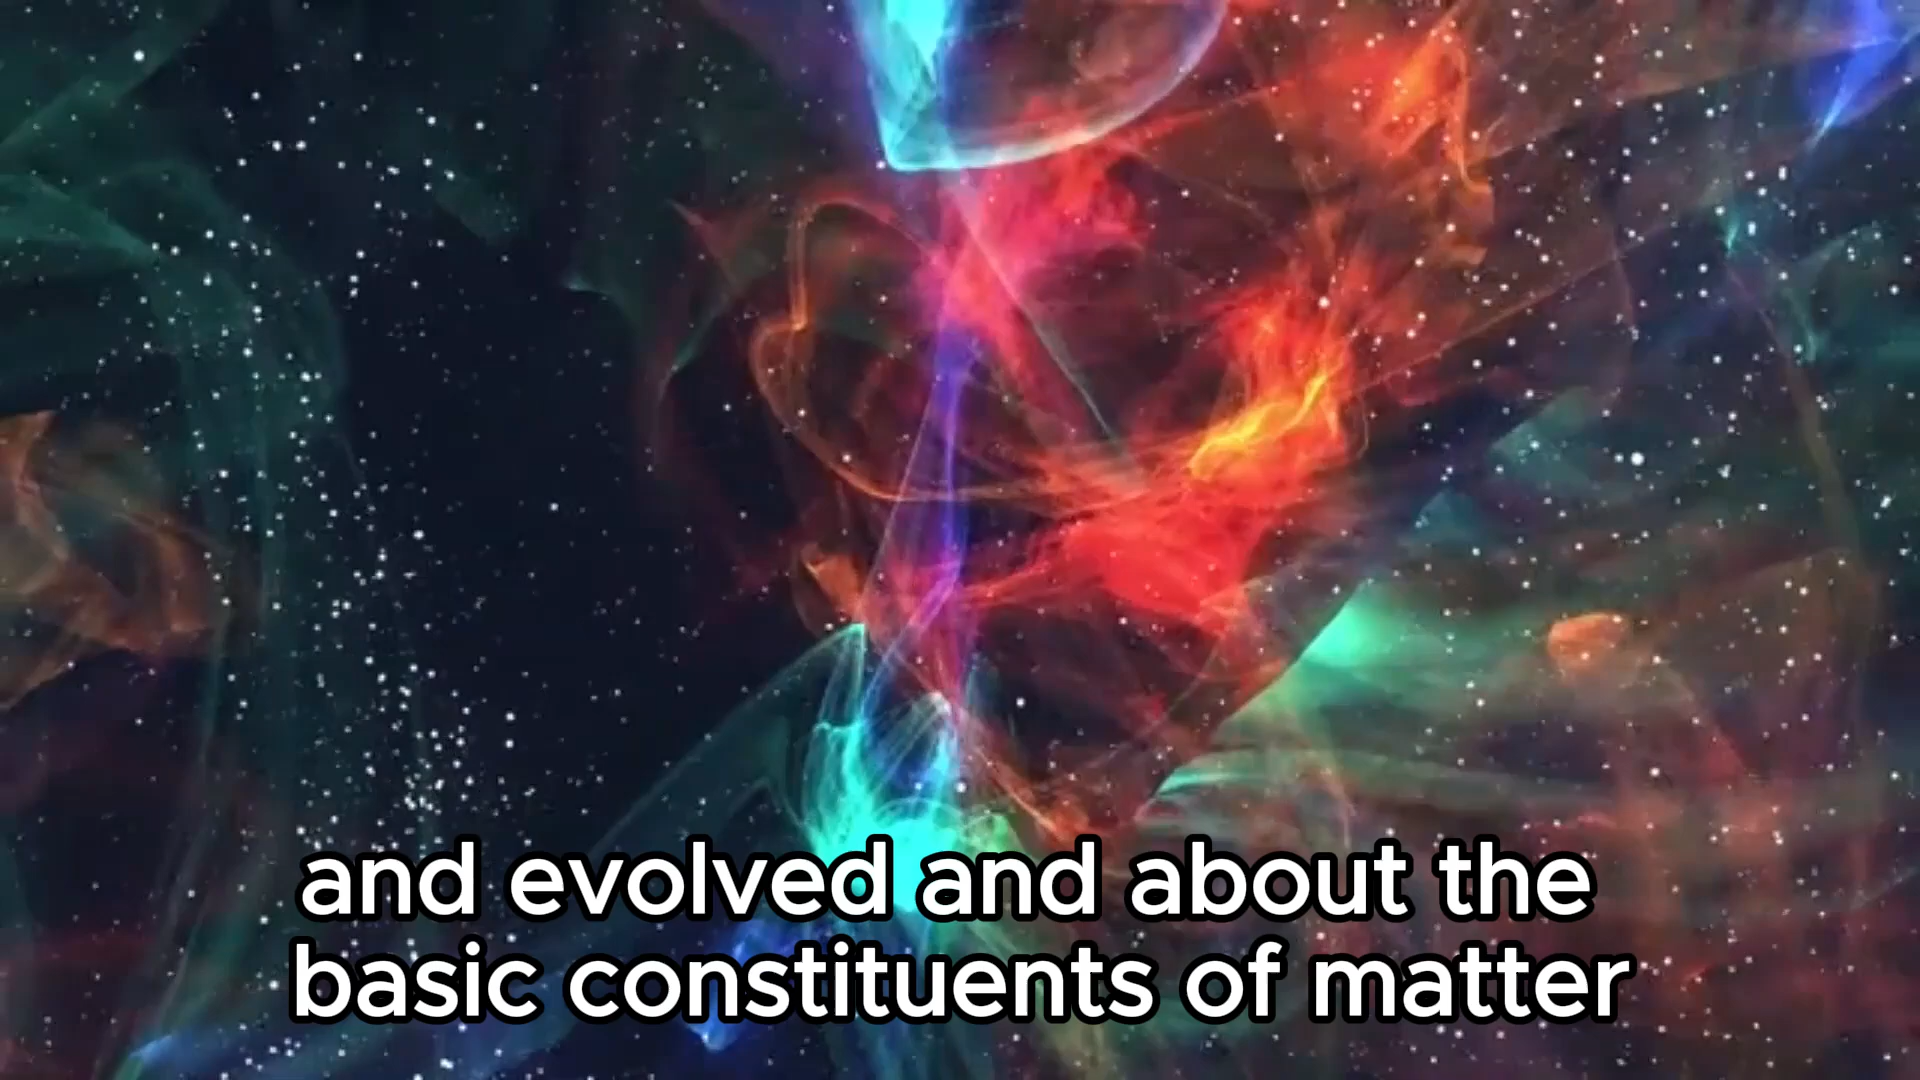 and evolved and about the
basic constituents of matter